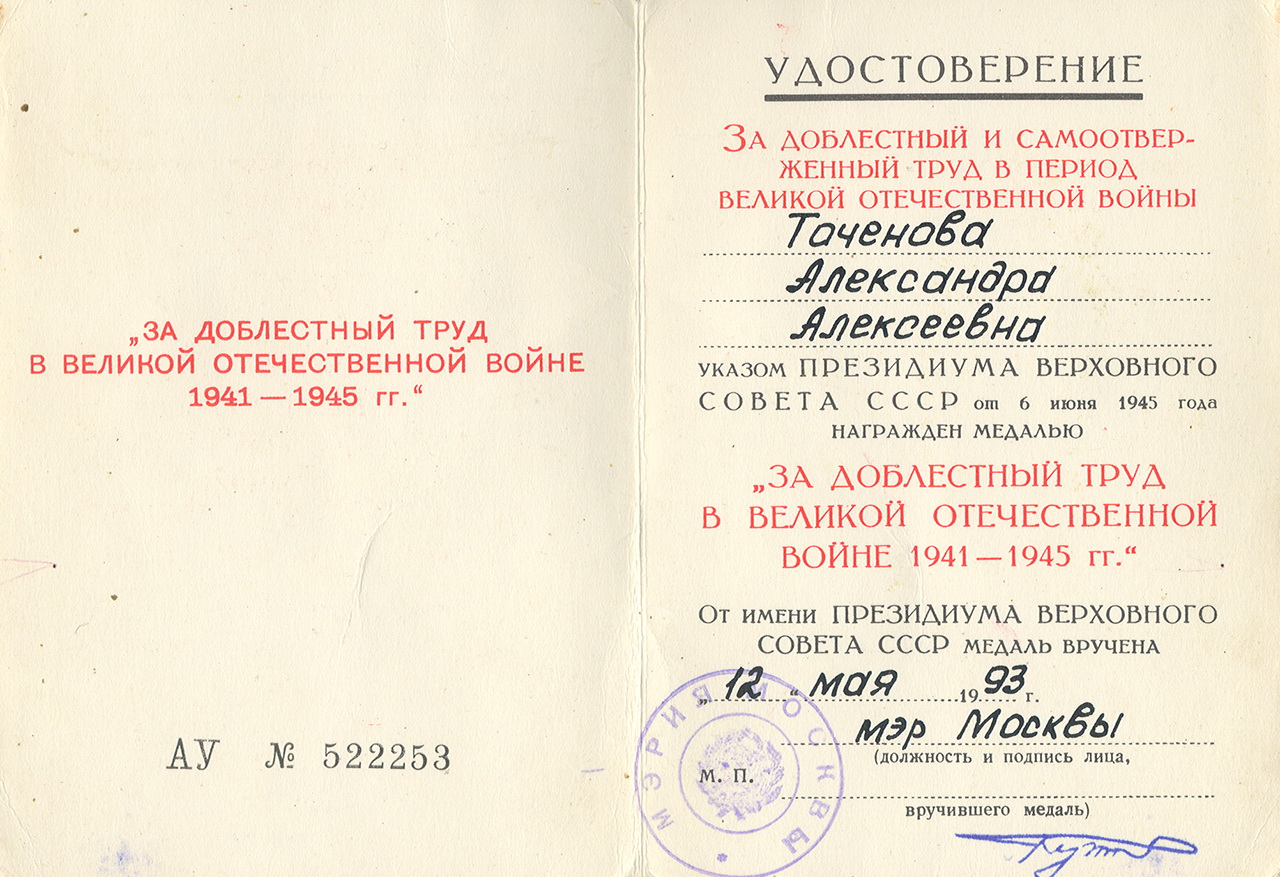 „ЗА ДОБЛЕСТНЫЙ ТРУД
В ВЕЛИКОЙ ОТЕЧЕСТВЕННОЙ ВОЙНЕ
1941 — 1945 гг.“
АУ № 522253
УДОСТОВЕРЕНИЕ
ЗА ДОБЛЕСТНЫЙ И САМООТВЕР-
ЖЕННЫЙ ТРУД В ПЕРИОД
ВЕЛИКОЙ ОТЕЧЕСТВЕННОЙ ВОЙНЫ
Таченова
Александра
Алексеевна
УКАЗОМ ПРЕЗИДИУМА ВЕРХОВНОГО
СОВЕТА СССР от 6 июня 1945 года
НАГРАЖДЕН МЕДАЛЬЮ
„ЗА ДОБЛЕСТНЫЙ ТРУД
В ВЕЛИКОЙ ОТЕЧЕСТВЕННОЙ
ВОЙНЕ 1941 — 1945 гг.“
ОТ ИМЕНИ ПРЕЗИДИУМА ВЕРХОВНОГО
СОВЕТА СССР МЕДАЛЬ ВРУЧЕНА
„12“ мая 1993 г.
мэр Москвы
(должность и подпись лица,
М. П.
вручившего медаль)
МЭРИЯ МОСКВЫ